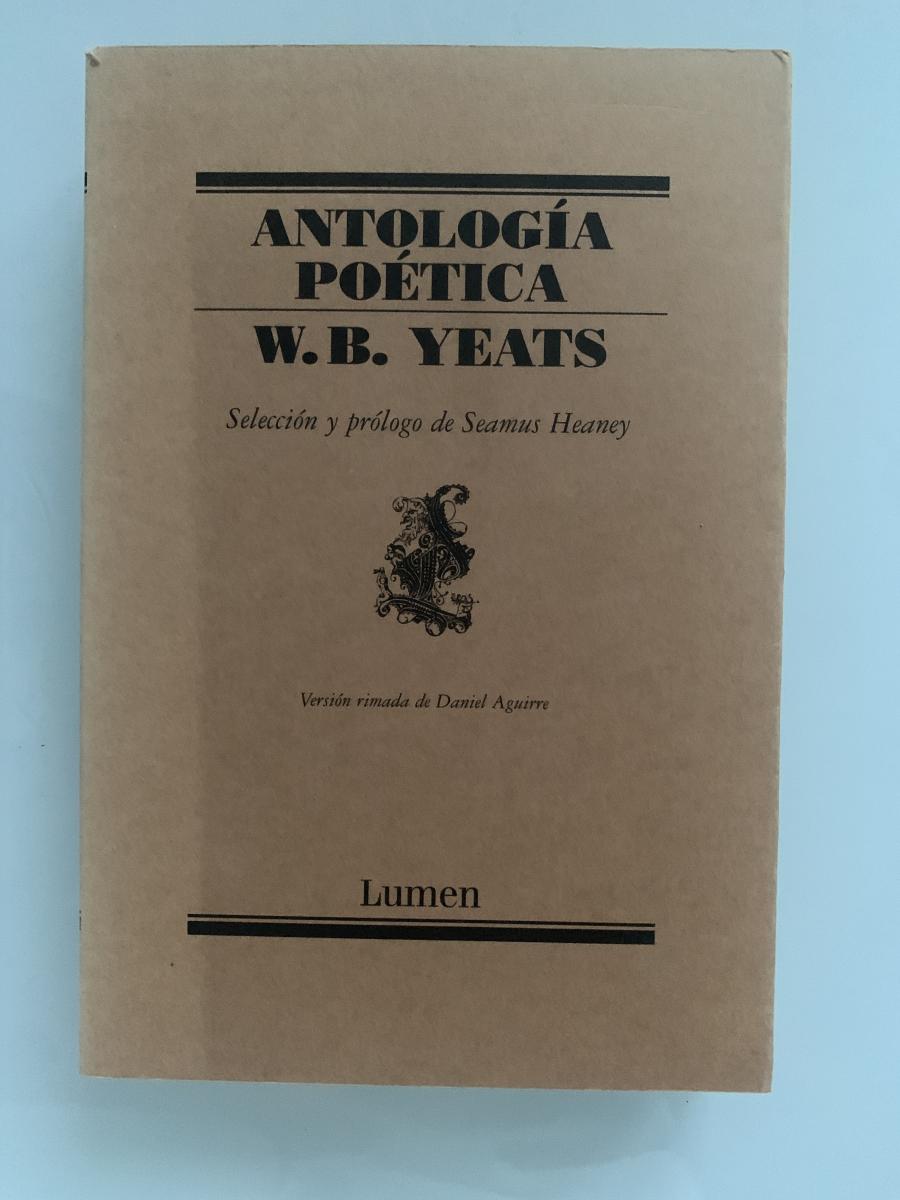 ANTOLOGÍA
POÉTICA
W. B. YEATS
Selección y prólogo de Seamus Heaney
Versión rimada de Daniel Aguirre
Lumen